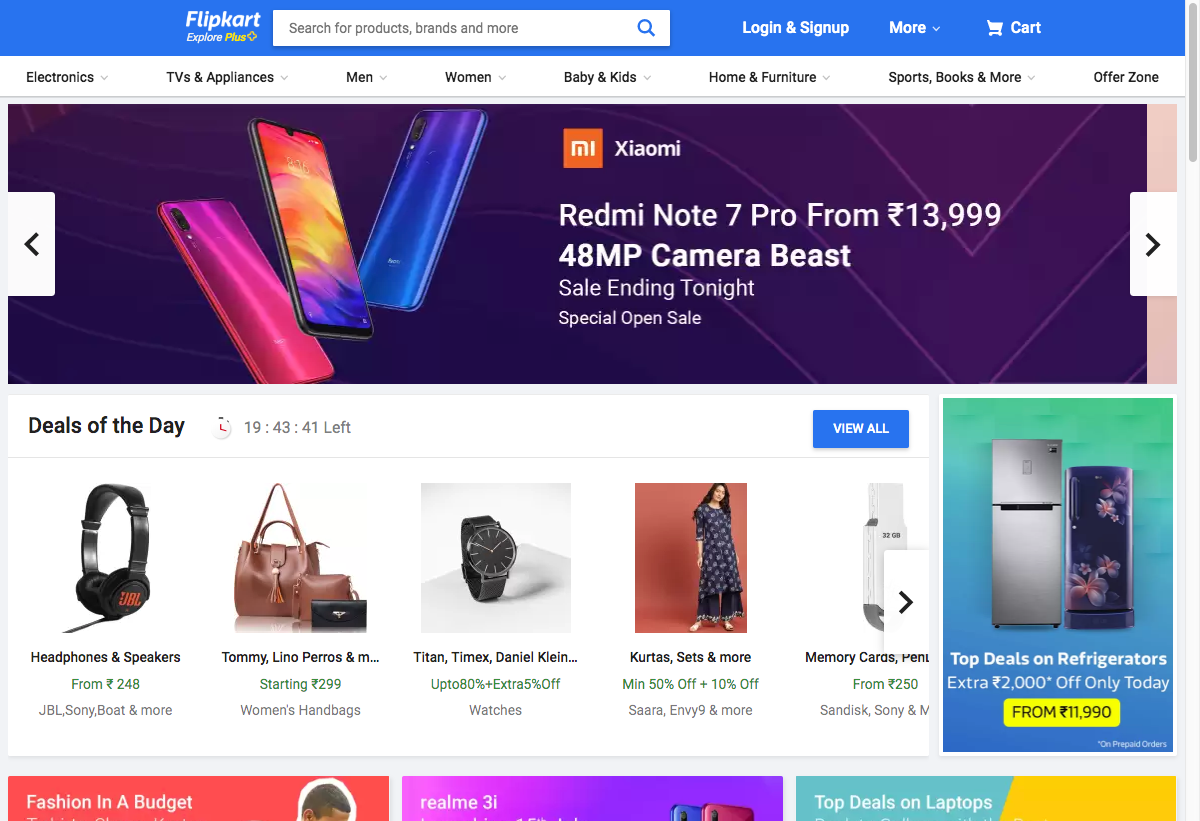 Flipkart
Explore Plus
Search for products, brands and more
Login & Signup
More
Cart
Electronics
TVs & Appliances
Men
Women
Baby & Kids
Home & Furniture
Sports, Books & More
Offer Zone
8:16
mi
Xiaomi
Redmi Note 7 Pro From ₹13,999
48MP Camera Beast
Sale Ending Tonight
Special Open Sale
Deals of the Day
19 : 43 : 41 Left
VIEW ALL
JBL
32 GB
Headphones & Speakers
From ₹ 248
JBL,Sony,Boat & more
Tommy, Lino Perros & m...
Starting ₹299
Women's Handbags
Titan, Timex, Daniel Klein...
Upto80%+Extra5%Off
Watches
Kurtas, Sets & more
Min 50% Off + 10% Off
Saara, Envy9 & more
Memory Cards,
From ₹250
Sandisk, Sony &
Top Deals on Refrigerators
Extra ₹2,000* Off Only Today
FROM ₹11,990
*On Prepaid Orders
Fashion In A Budget
realme 3i
Top Deals on Laptops